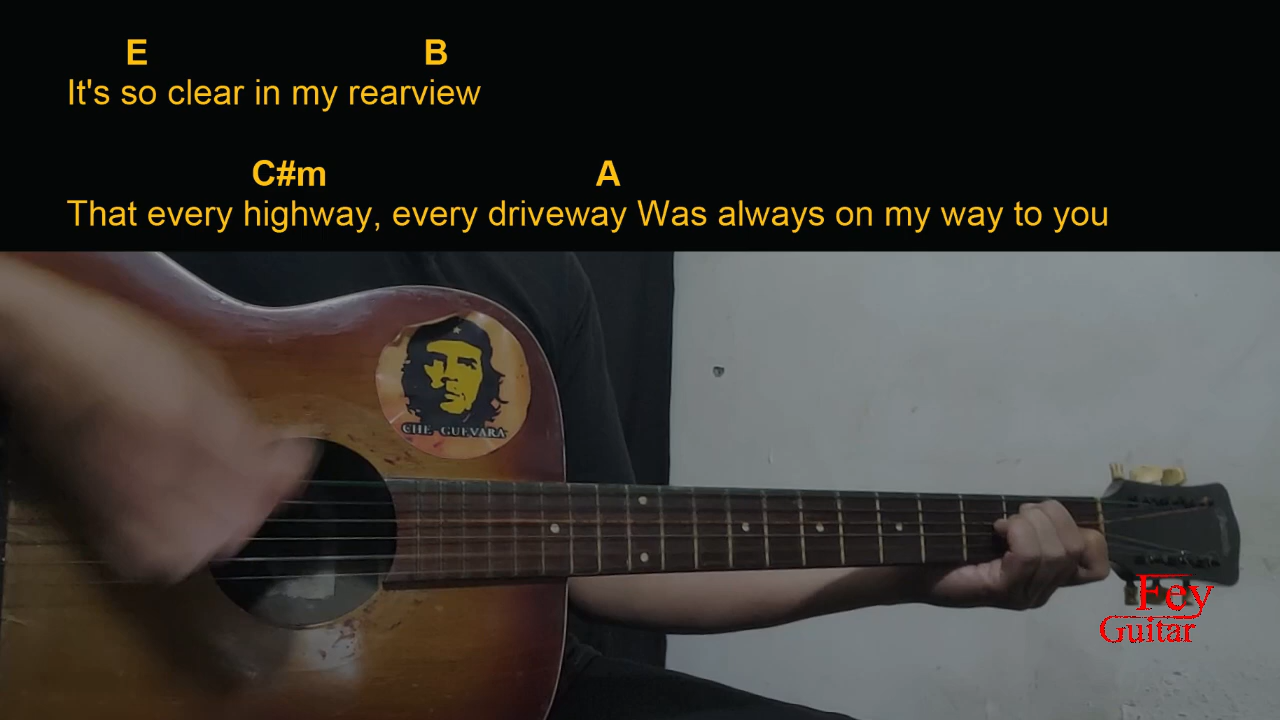 E B
It's so clear in my rearview
C#m A
That every highway, every driveway Was always on my way to you
CHE GUEVARA
Fey
Guitar